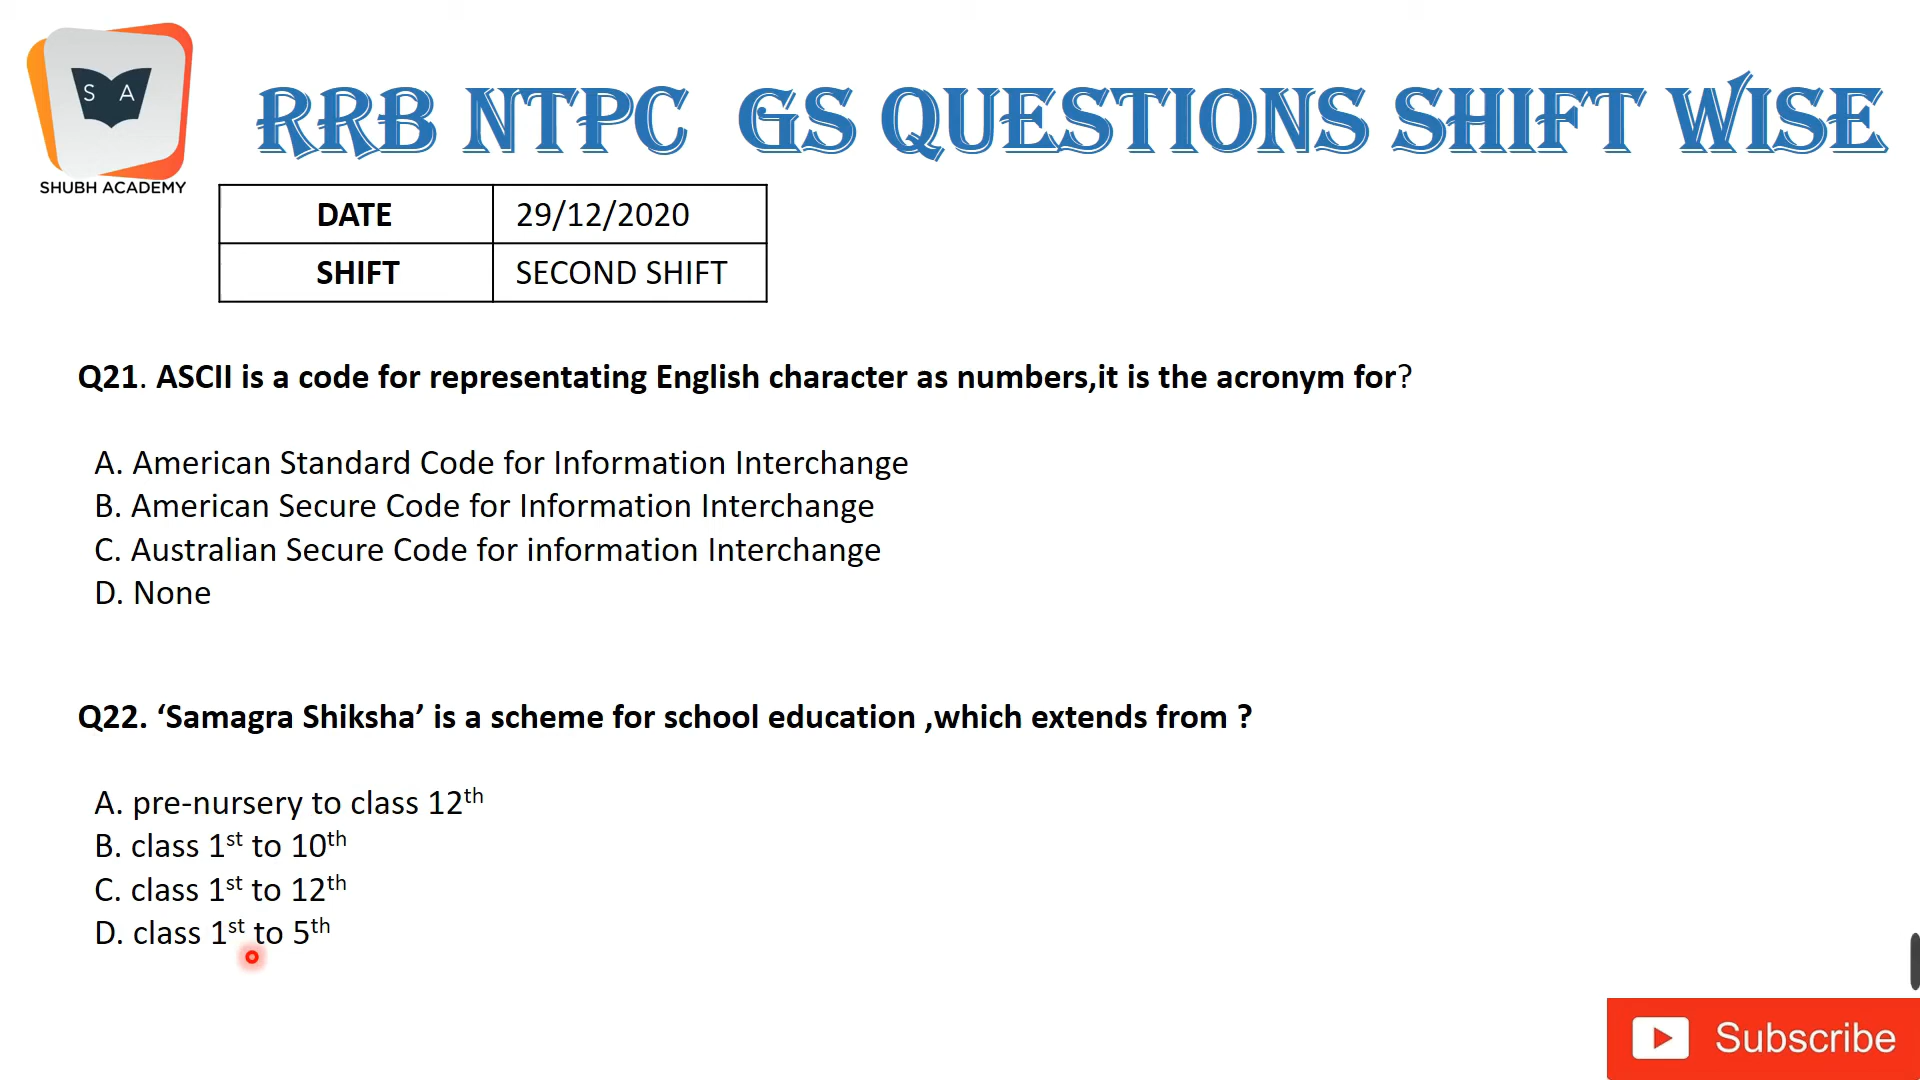 S A
SHUBH ACADEMY
RRB NTPC GS QUESTIONS SHIFT WISE
DATE 29/12/2020
SHIFT SECOND SHIFT
Q21. ASCII is a code for representating English character as numbers,it is the acronym for?
A. American Standard Code for Information Interchange
B. American Secure Code for Information Interchange
C. Australian Secure Code for information Interchange
D. None
Q22. ‘Samagra Shiksha’ is a scheme for school education ,which extends from ?
A. pre-nursery to class 12th
B. class 1st to 10th
C. class 1st to 12th
D. class 1st to 5th
Subscribe